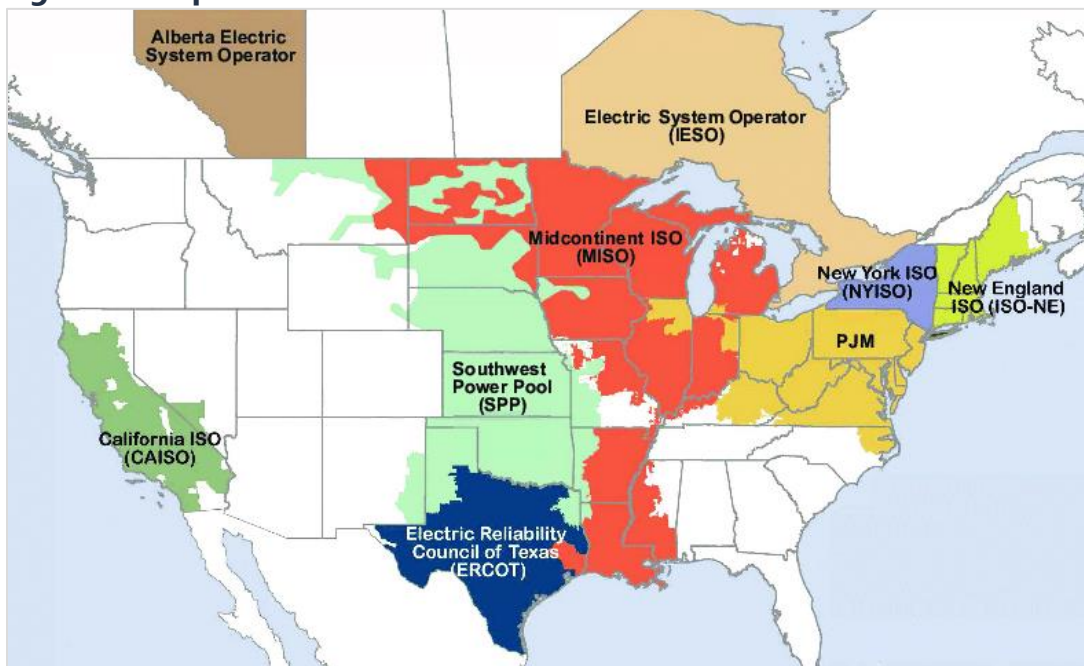 Alberta Electric
System Operator
Electric System Operator
(IESO)
Midcontinent ISO
(MISO)
New York ISO
(NYISO)
New England
ISO (ISO-NE)
PJM
Southwest
Power Pool
(SPP)
California ISO
(CAISO)
Electric Reliability
Council of Texas
(ERCOT)